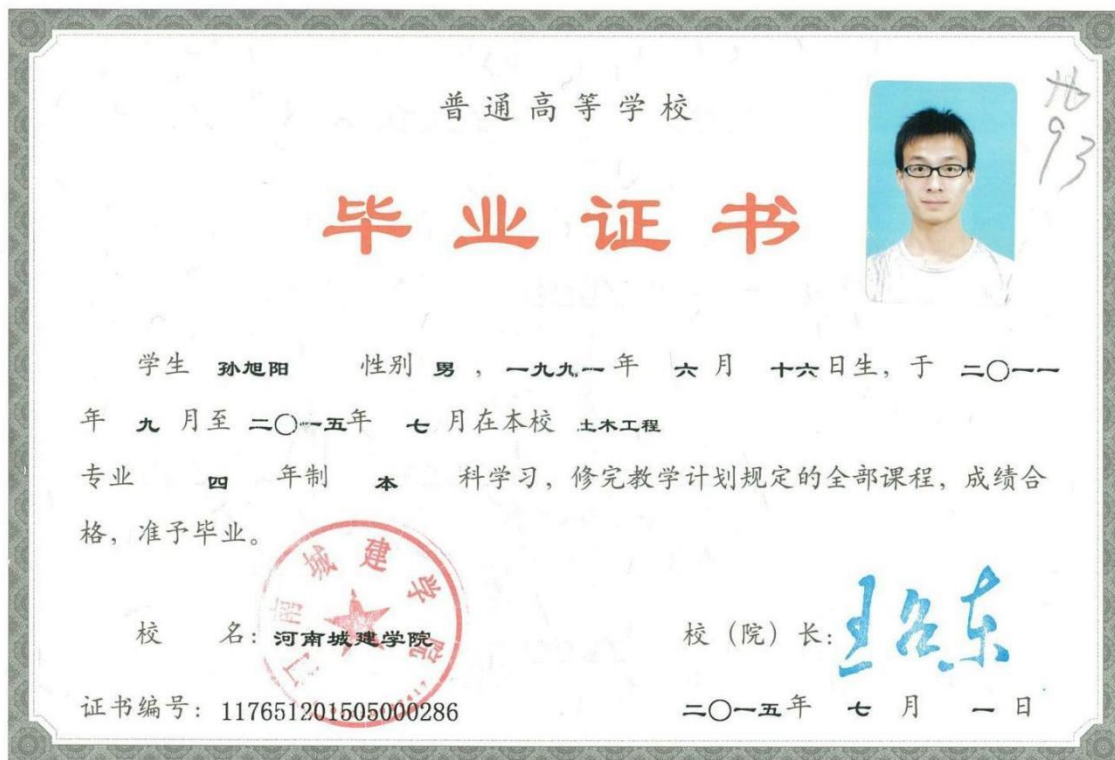 普通高等学校
93
毕业证书
学生 孙旭阳 性别 男 ，一九九一年 六 月 十六日生，于 二〇一一
年 九 月至 二〇一五年 七 月在本校 土木工程
专业 四 年制 本 科学习，修完教学计划规定的全部课程，成绩合
格，准予毕业。
城建学院
校 名：河南城建学院
校（院）长：
证书编号：117651201505000286
二〇一五年 七 月 一 日